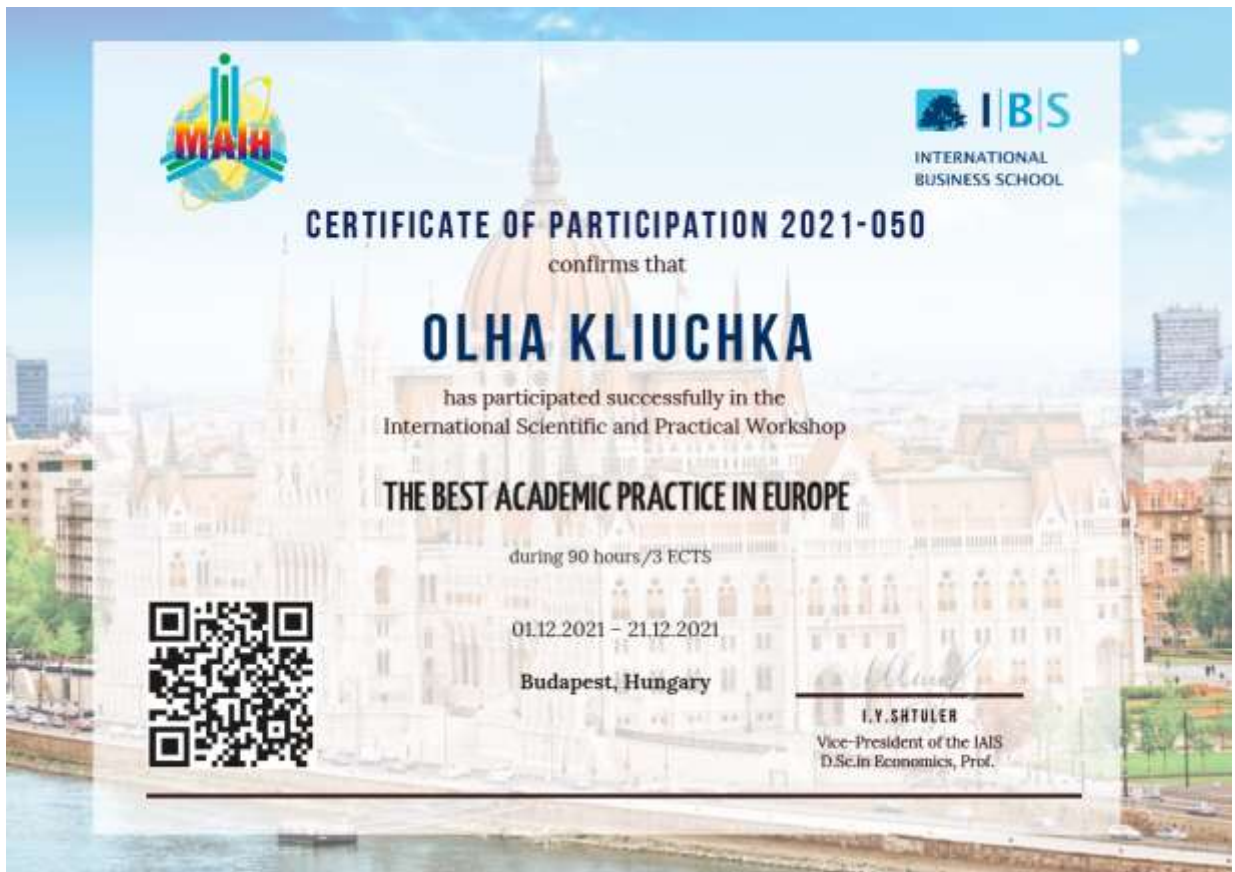 МАІН
I|B|S
INTERNATIONAL
BUSINESS SCHOOL
CERTIFICATE OF PARTICIPATION 2021-050
confirms that
OLHA KLIUCHKA
has participated successfully in the
International Scientific and Practical Workshop
THE BEST ACADEMIC PRACTICE IN EUROPE
during 90 hours/3 ECTS
01.12.2021 – 21.12.2021
Budapest, Hungary
I.Y.SHTULER
Vice-President of the IAIS
D.Sc.in Economics, Prof.